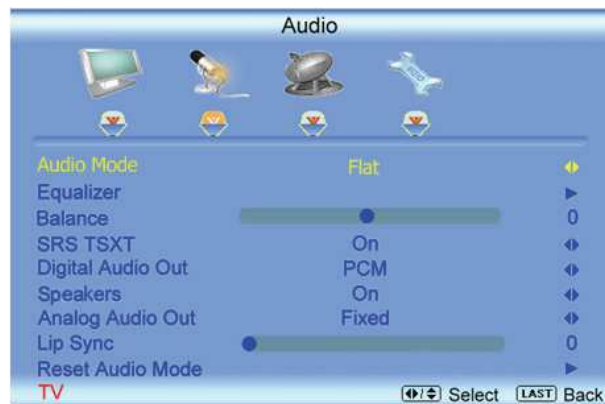 Audio
Audio Mode Flat
Equalizer
Balance 0
SRS TSXT On
Digital Audio Out PCM
Speakers On
Analog Audio Out Fixed
Lip Sync 0
Reset Audio Mode
TV Select LAST Back